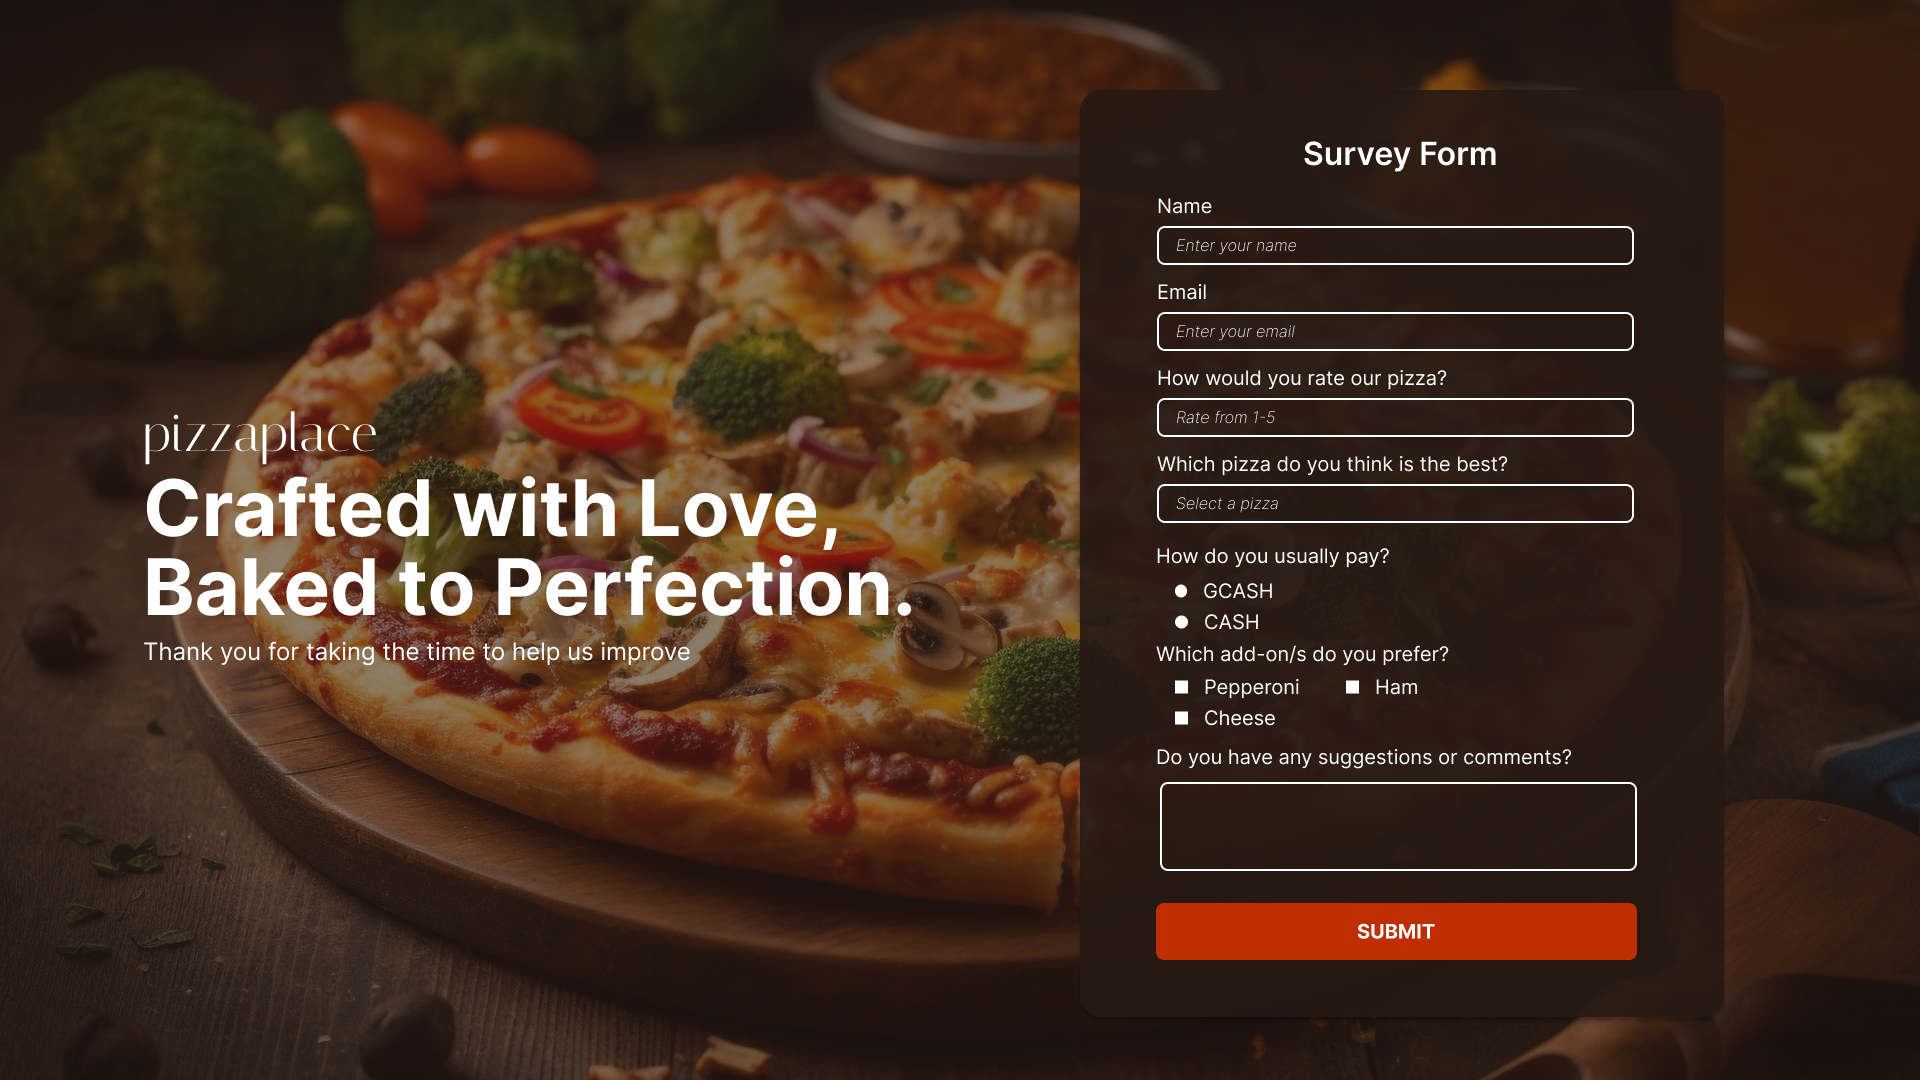 pizzaplace
Crafted with Love,
Baked to Perfection.
Thank you for taking the time to help us improve
Survey Form
Name
Enter your name
Email
Enter your email
How would you rate our pizza?
Rate from 1-5
Which pizza do you think is the best?
Select a pizza
How do you usually pay?
GCASH
CASH
Which add-on/s do you prefer?
Pepperoni Ham
Cheese
Do you have any suggestions or comments?
SUBMIT